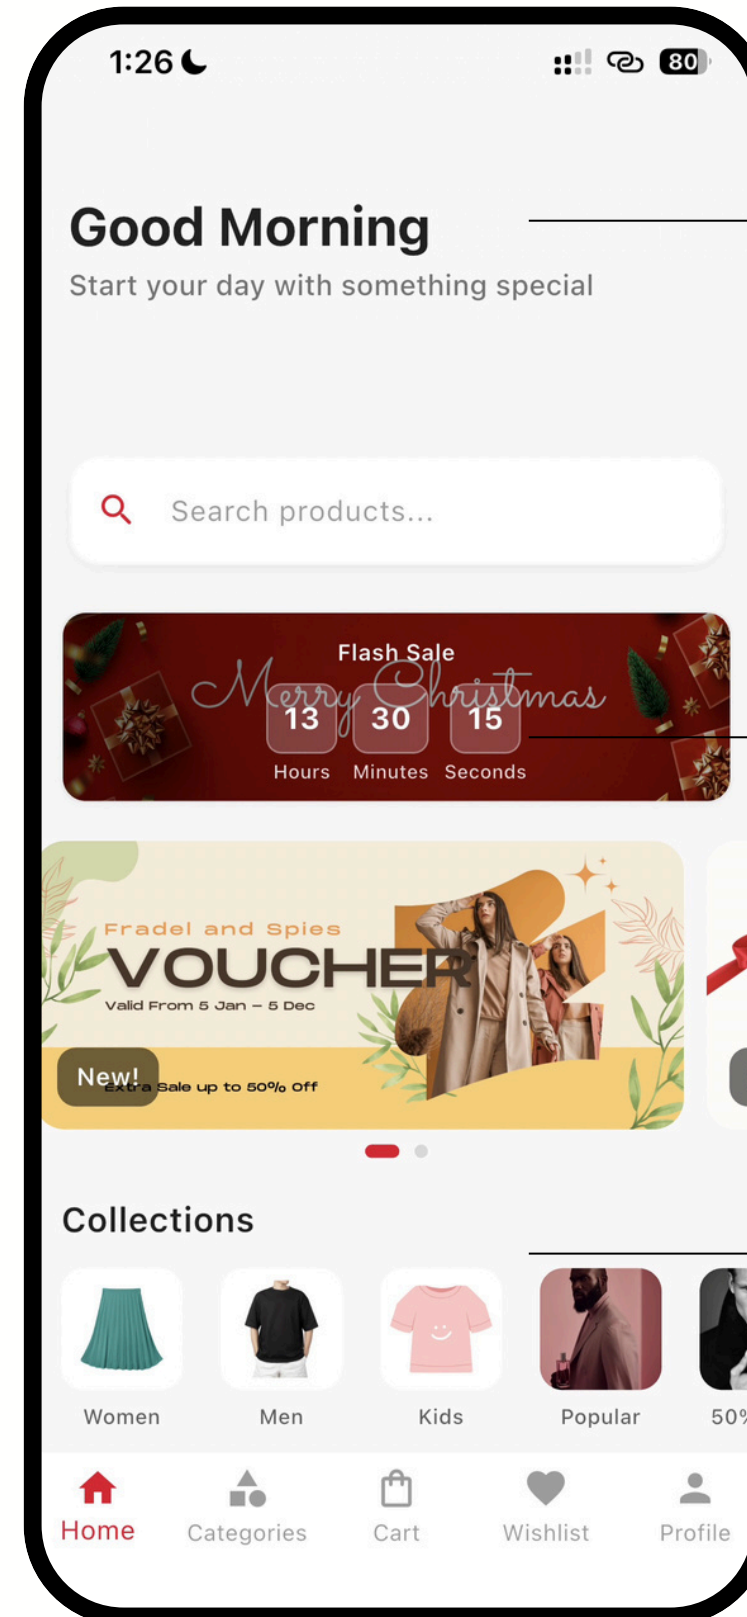 1:26
80
Good Morning
Start your day with something special
Search products...
Flash Sale
Merry Christmas
13 30 15
Hours Minutes Seconds
Fradel and Spies
VOUCHER
Valid From 5 Jan – 5 Dec
New!
Extra Sale up to 50% Off
Collections
Women Men Kids Popular 50%
Home Categories Cart Wishlist Profile